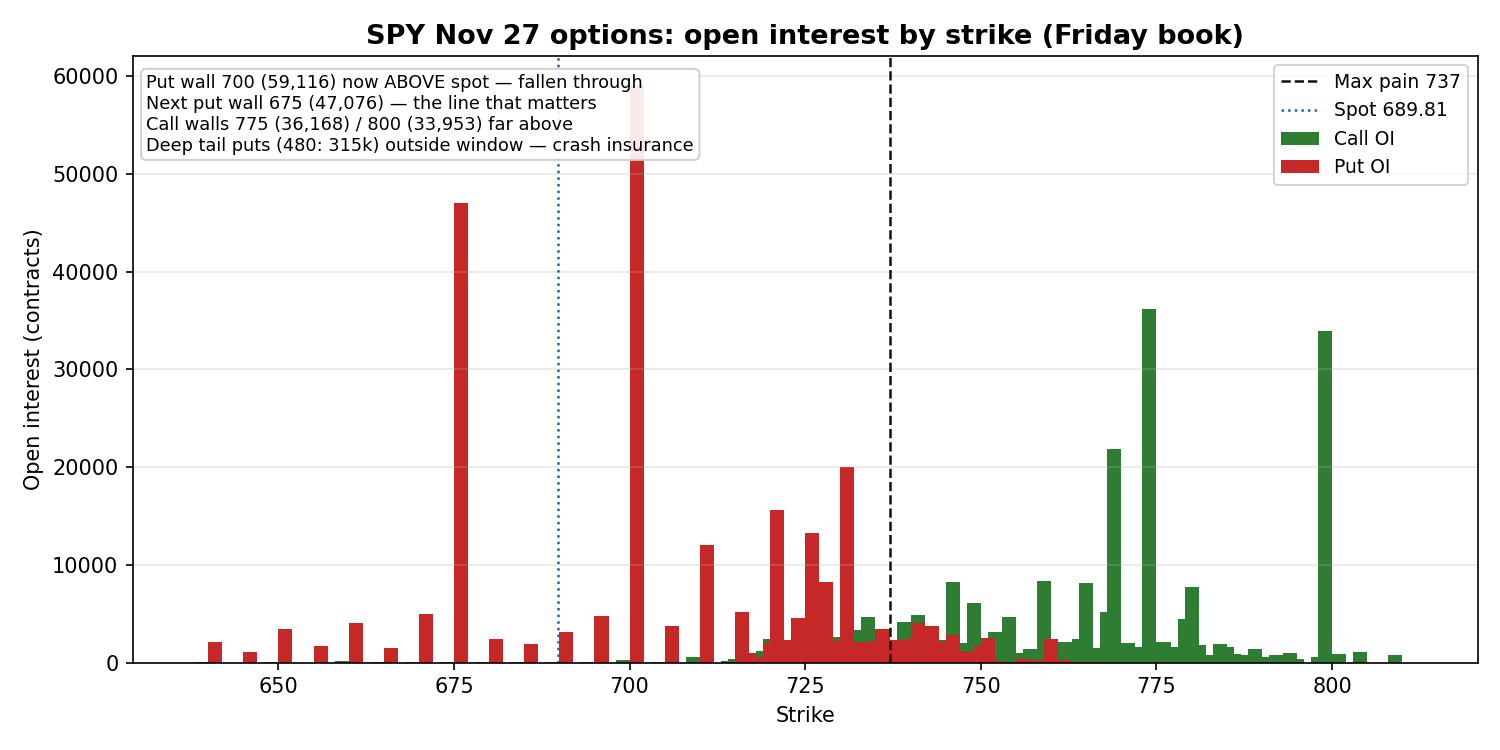 SPY Nov 27 options: open interest by strike (Friday book)
Put wall 700 (59,116) now ABOVE spot — fallen through
Next put wall 675 (47,076) — the line that matters
Call walls 775 (36,168) / 800 (33,953) far above
Deep tail puts (480: 315k) outside window — crash insurance
Max pain 737
Spot 689.81
Call OI
Put OI
Open interest (contracts)
60000
50000
40000
30000
20000
10000
0
650
675
700
725
750
775
800
Strike